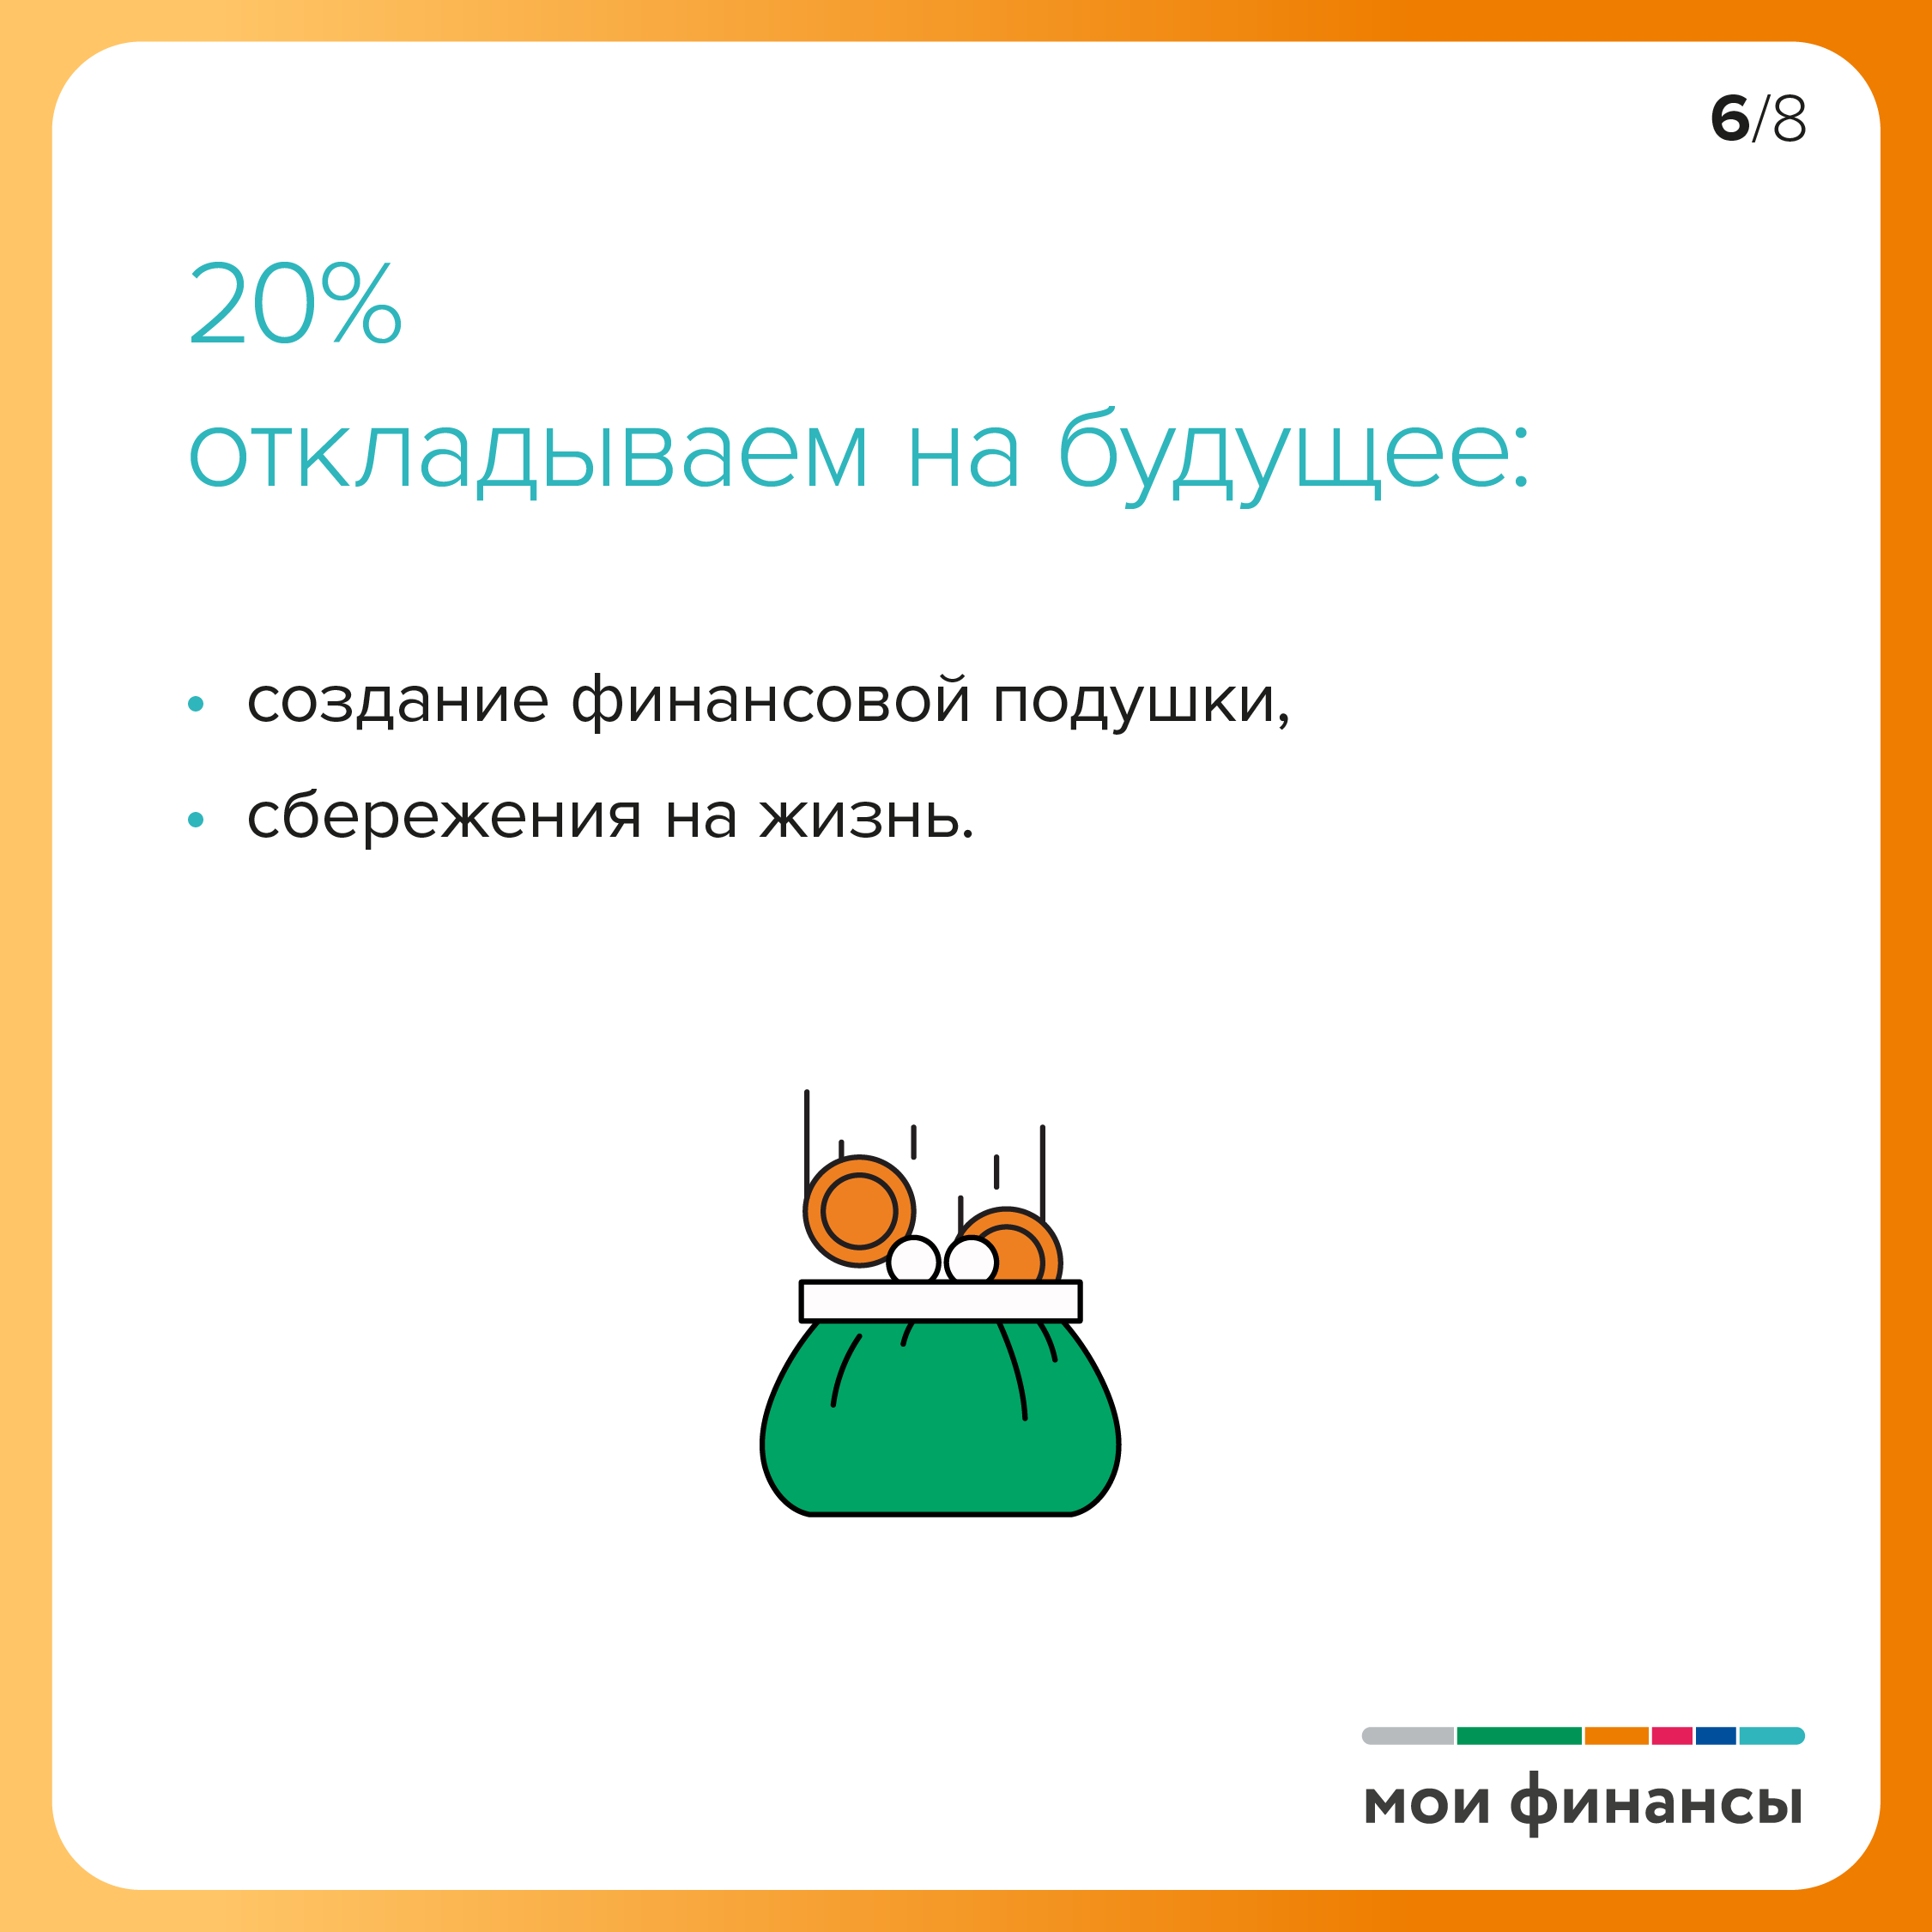 6/8
20%
откладываем на будущее:
• создание финансовой подушки,
• сбережения на жизнь.
мои финансы